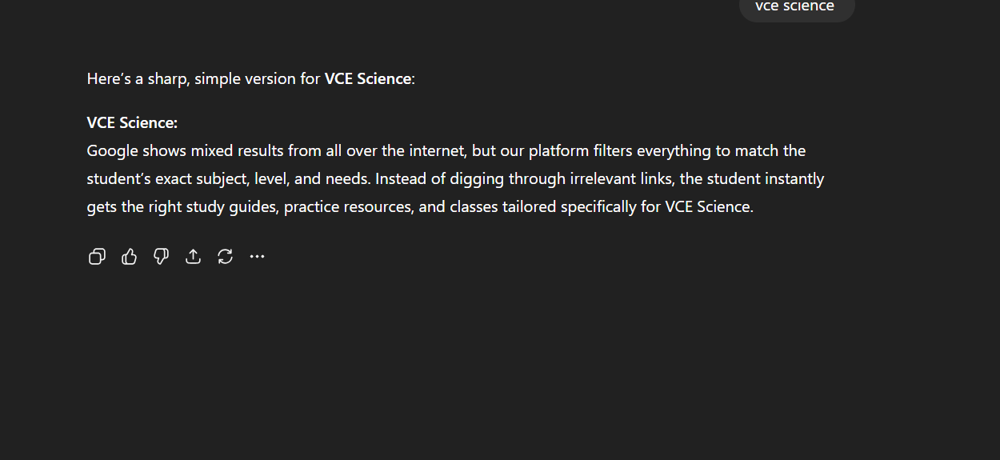 vce science
Here’s a sharp, simple version for VCE Science:
VCE Science:
Google shows mixed results from all over the internet, but our platform filters everything to match the
student’s exact subject, level, and needs. Instead of digging through irrelevant links, the student instantly
gets the right study guides, practice resources, and classes tailored specifically for VCE Science.